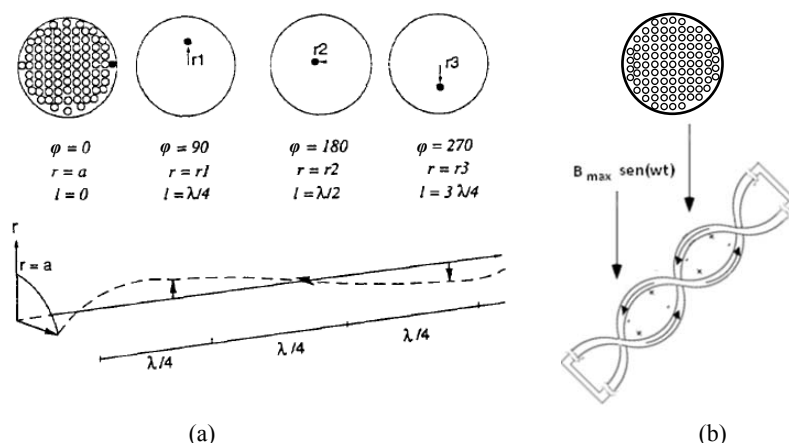 r1
r2
r3
φ = 0
r = a
l = 0
φ = 90
r = r1
l = λ/4
φ = 180
r = r2
l = λ/2
φ = 270
r = r3
l = 3 λ/4
r
r = a
λ/4
λ/4
λ/4
(a)
B max sen(wt)
(b)